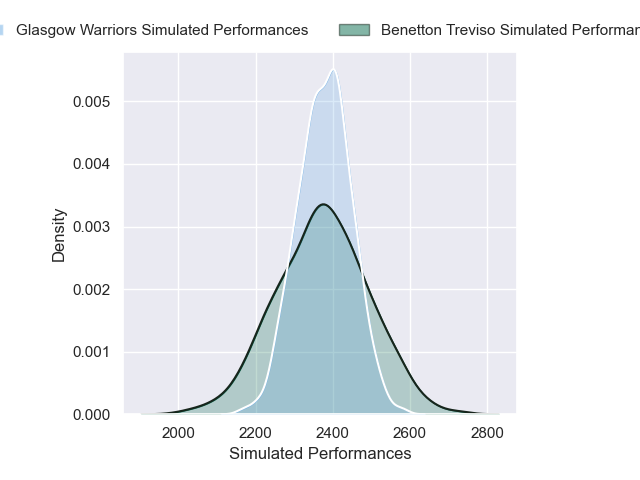 Glasgow Warriors Simulated Performances
Benetton Treviso Simulated
0.005
0.004
0.003
0.002
0.001
0.000
Density
2000 2200 2400 2600 2800
Simulated Performances